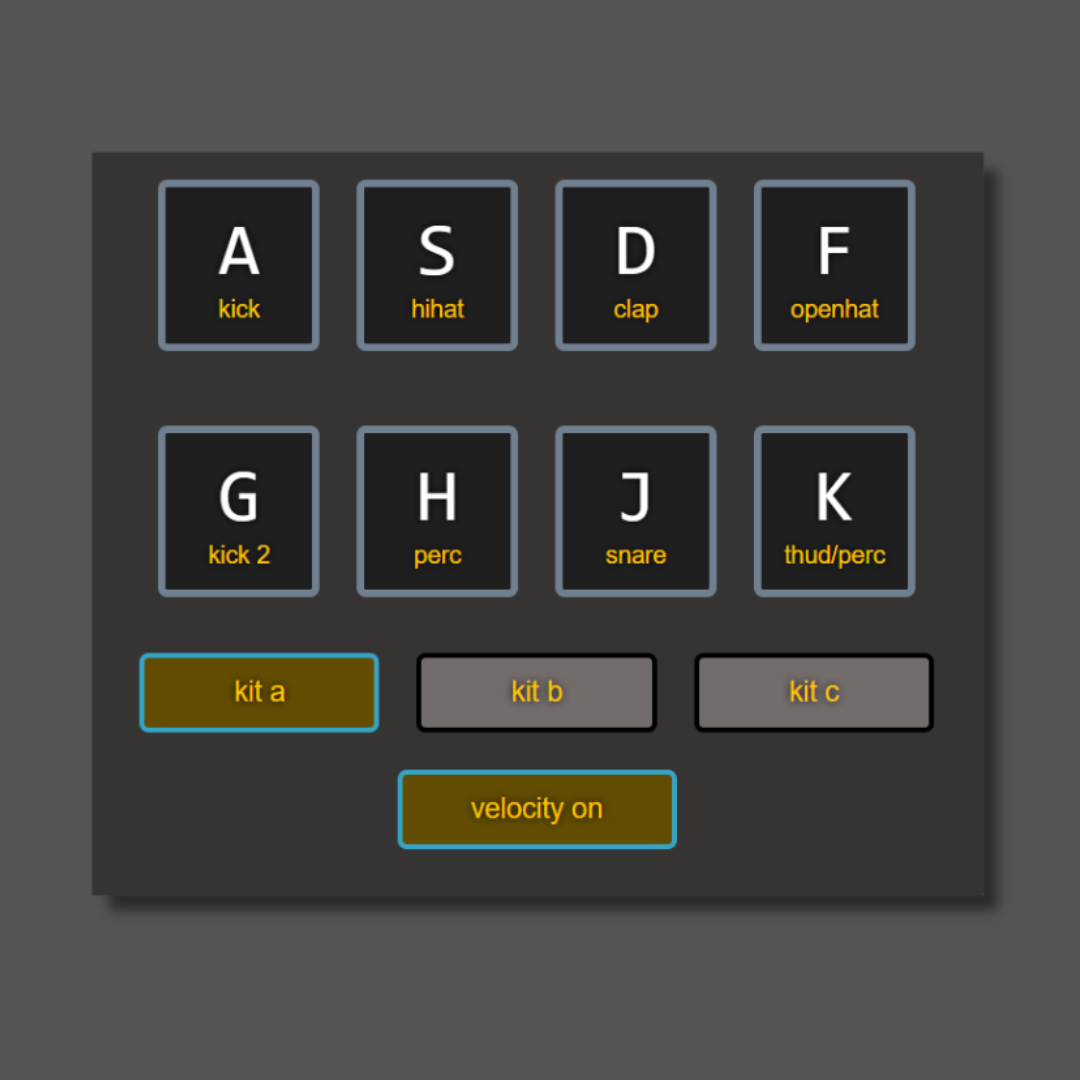 A S D F
kick hihat clap openhat
G H J K
kick 2 perc snare thud/perc
kit a kit b kit c
velocity on